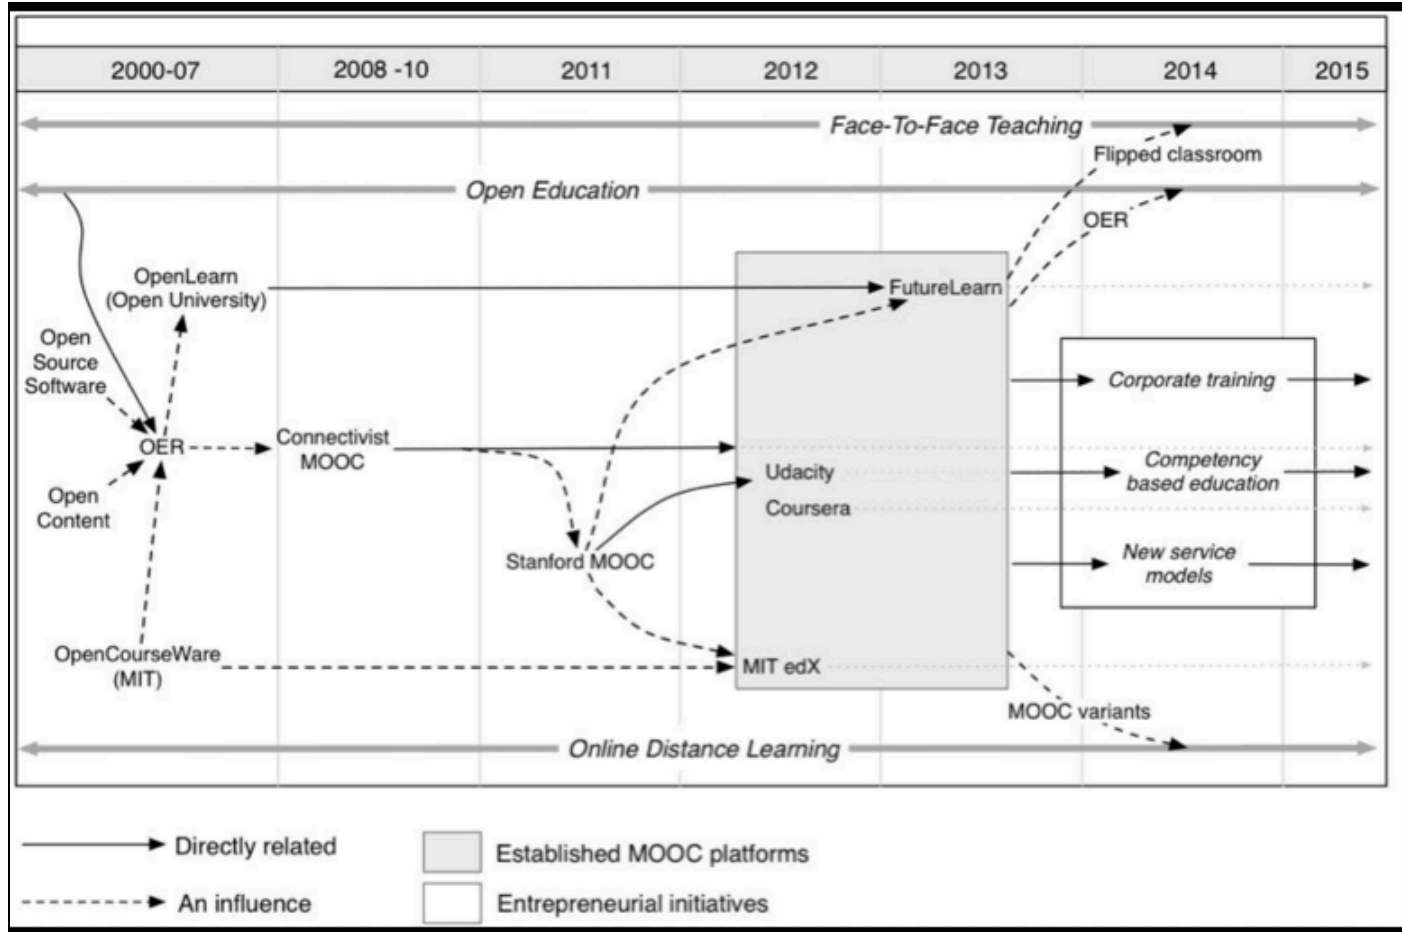 2000-07 2008 -10 2011 2012 2013 2014 2015
Face-To-Face Teaching
Flipped classroom
Open Education
OER
OpenLearn
(Open University)
FutureLearn
Open
Source
Software
Corporate training
OER
Connectivist
MOOC
Udacity
Coursera
Competency
based education
Open
Content
Stanford MOOC
New service
models
OpenCourseWare
(MIT)
MIT edX
MOOC variants
Online Distance Learning
Directly related
Established MOOC platforms
An influence
Entrepreneurial initiatives